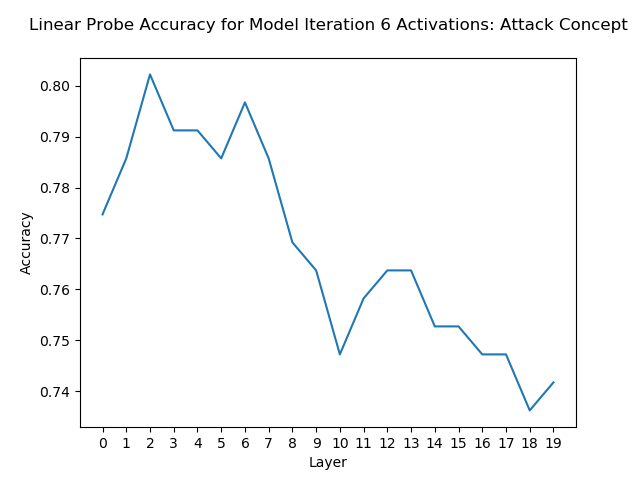 Linear Probe Accuracy for Model Iteration 6 Activations: Attack Concept
0.80
0.79
0.78
0.77
0.76
0.75
0.74
Accuracy
0 1 2 3 4 5 6 7 8 9 10 11 12 13 14 15 16 17 18 19
Layer